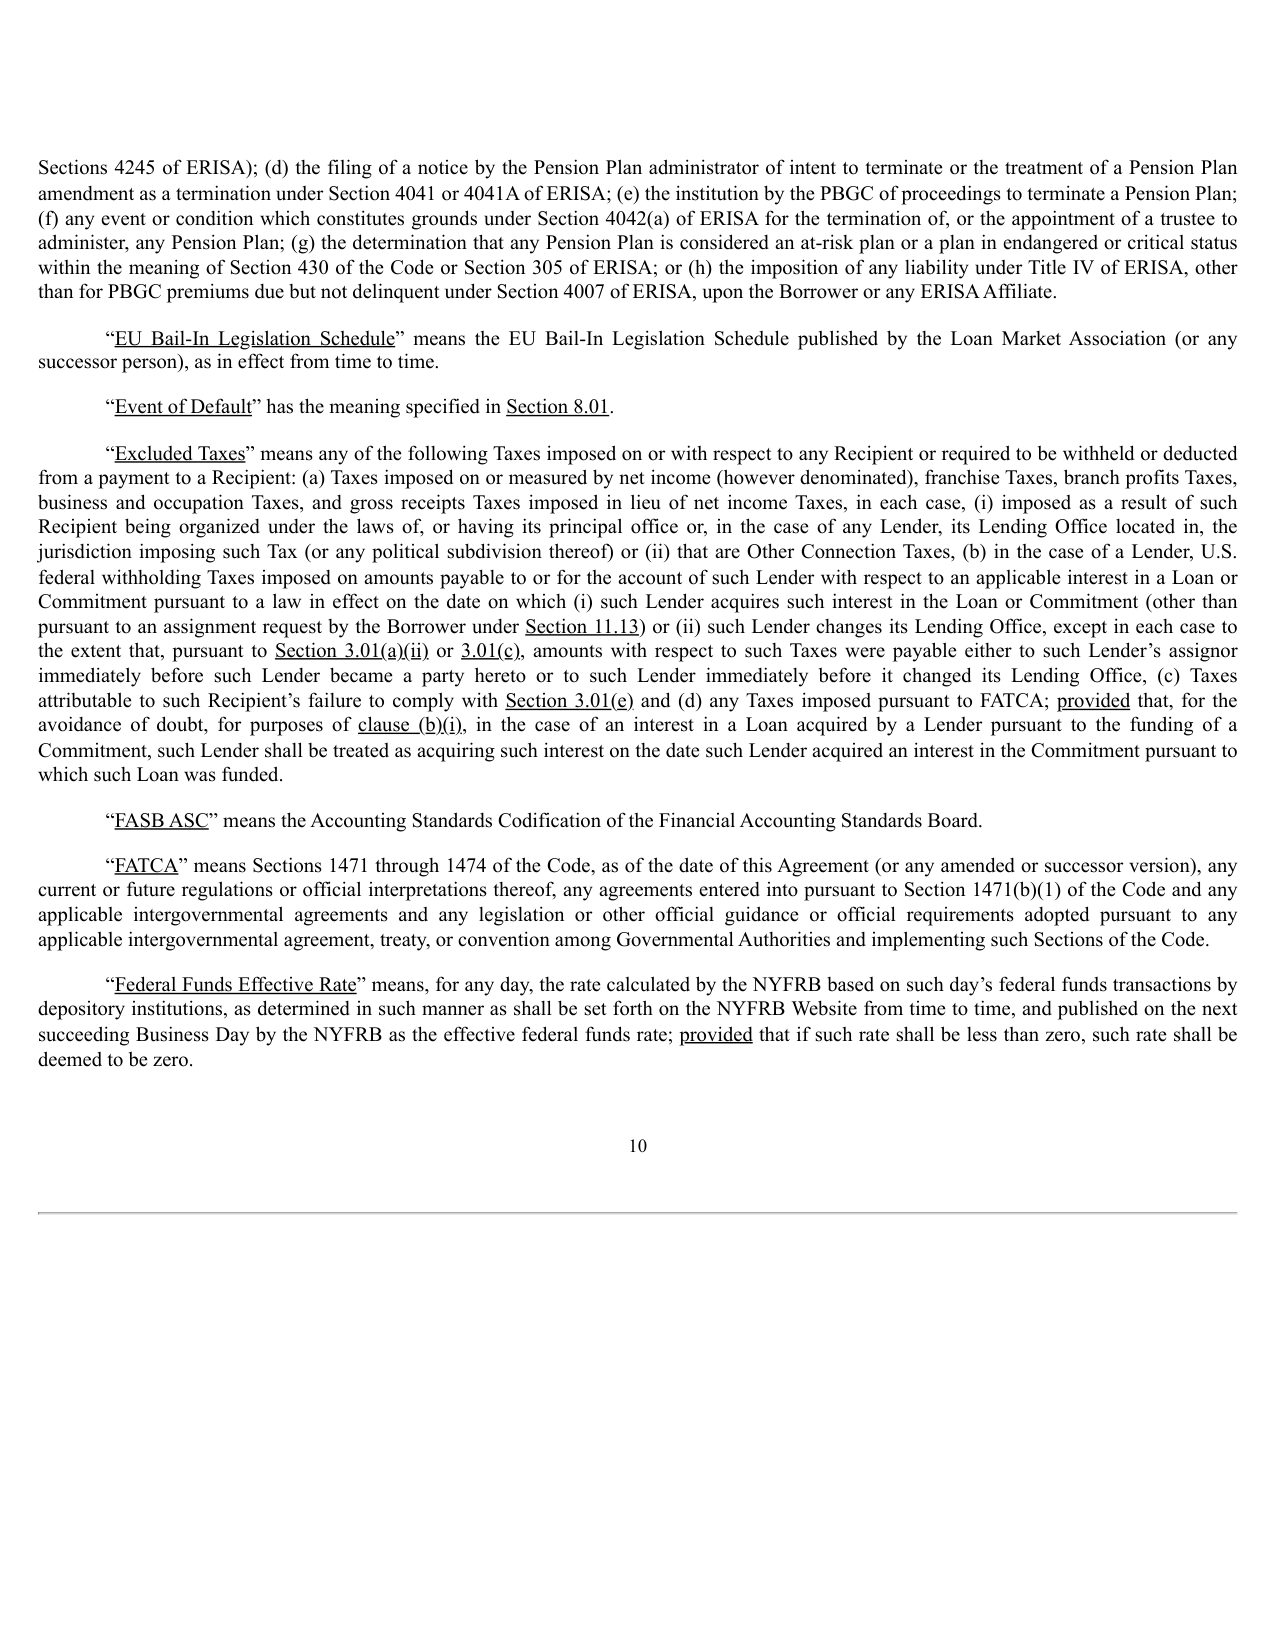 Sections 4245 of ERISA); (d) the filing of a notice by the Pension Plan administrator of intent to terminate or the treatment of a Pension Plan
amendment as a termination under Section 4041 or 4041A of ERISA; (e) the institution by the PBGC of proceedings to terminate a Pension Plan;
(f) any event or condition which constitutes grounds under Section 4042(a) of ERISA for the termination of, or the appointment of a trustee to
administer, any Pension Plan; (g) the determination that any Pension Plan is considered an at-risk plan or a plan in endangered or critical status
within the meaning of Section 430 of the Code or Section 305 of ERISA; or (h) the imposition of any liability under Title IV of ERISA, other
than for PBGC premiums due but not delinquent under Section 4007 of ERISA, upon the Borrower or any ERISA Affiliate.
“EU Bail-In Legislation Schedule” means the EU Bail-In Legislation Schedule published by the Loan Market Association (or any
successor person), as in effect from time to time.
“Event of Default” has the meaning specified in Section 8.01.
“Excluded Taxes” means any of the following Taxes imposed on or with respect to any Recipient or required to be withheld or deducted
from a payment to a Recipient: (a) Taxes imposed on or measured by net income (however denominated), franchise Taxes, branch profits Taxes,
business and occupation Taxes, and gross receipts Taxes imposed in lieu of net income Taxes, in each case, (i) imposed as a result of such
Recipient being organized under the laws of, or having its principal office or, in the case of any Lender, its Lending Office located in, the
jurisdiction imposing such Tax (or any political subdivision thereof) or (ii) that are Other Connection Taxes, (b) in the case of a Lender, U.S.
federal withholding Taxes imposed on amounts payable to or for the account of such Lender with respect to an applicable interest in a Loan or
Commitment pursuant to a law in effect on the date on which (i) such Lender acquires such interest in the Loan or Commitment (other than
pursuant to an assignment request by the Borrower under Section 11.13) or (ii) such Lender changes its Lending Office, except in each case to
the extent that, pursuant to Section 3.01(a)(ii) or 3.01(c), amounts with respect to such Taxes were payable either to such Lender’s assignor
immediately before such Lender became a party hereto or to such Lender immediately before it changed its Lending Office, (c) Taxes
attributable to such Recipient’s failure to comply with Section 3.01(e) and (d) any Taxes imposed pursuant to FATCA; provided that, for the
avoidance of doubt, for purposes of clause (b)(i), in the case of an interest in a Loan acquired by a Lender pursuant to the funding of a
Commitment, such Lender shall be treated as acquiring such interest on the date such Lender acquired an interest in the Commitment pursuant to
which such Loan was funded.
“FASB ASC” means the Accounting Standards Codification of the Financial Accounting Standards Board.
“FATCA” means Sections 1471 through 1474 of the Code, as of the date of this Agreement (or any amended or successor version), any
current or future regulations or official interpretations thereof, any agreements entered into pursuant to Section 1471(b)(1) of the Code and any
applicable intergovernmental agreements and any legislation or other official guidance or official requirements adopted pursuant to any
applicable intergovernmental agreement, treaty, or convention among Governmental Authorities and implementing such Sections of the Code.
“Federal Funds Effective Rate” means, for any day, the rate calculated by the NYFRB based on such day’s federal funds transactions by
depository institutions, as determined in such manner as shall be set forth on the NYFRB Website from time to time, and published on the next
succeeding Business Day by the NYFRB as the effective federal funds rate; provided that if such rate shall be less than zero, such rate shall be
deemed to be zero.
10